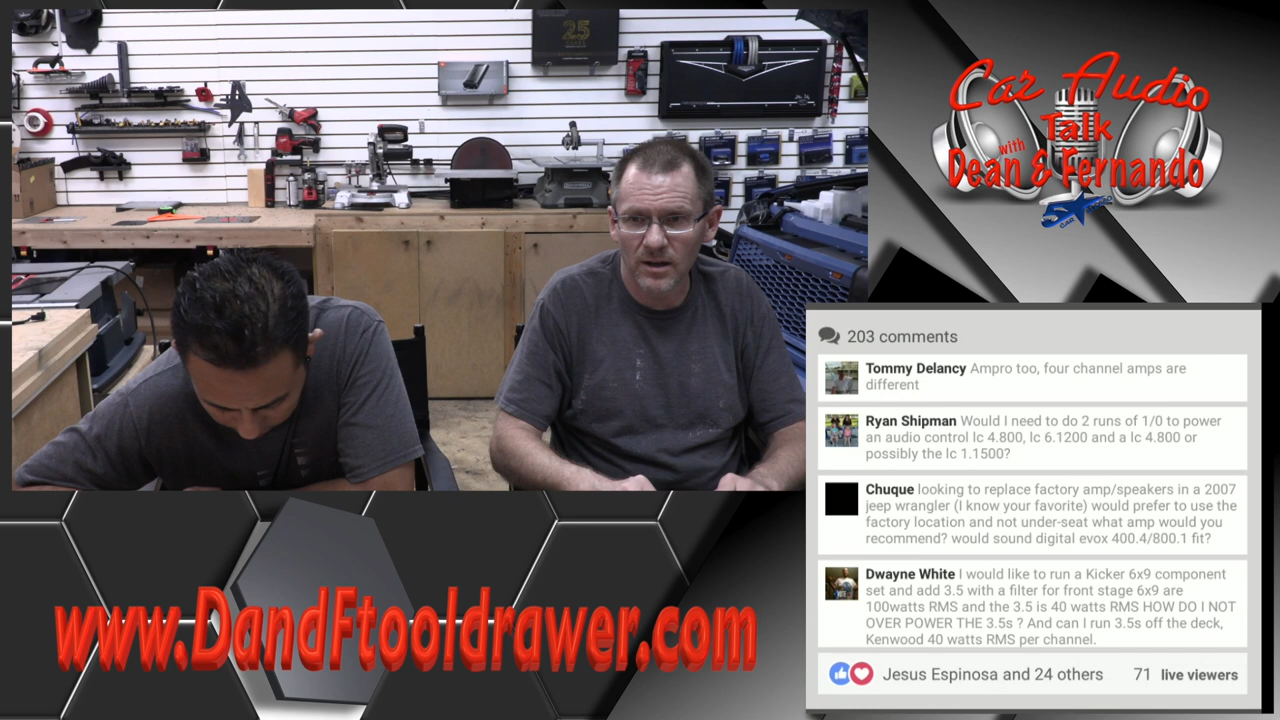 25
Car Audio
Talk
with
Dean & Fernando
203 comments
Tommy Delancy Ampro too, four channel amps are
different
Ryan Shipman Would I need to do 2 runs of 1/0 to power
an audio control lc 4.800, lc 6.1200 and a lc 4.800 or
possibly the lc 1.1500?
Chuque looking to replace factory amp/speakers in a 2007
jeep wrangler (i know your favorite) would prefer to use the
factory location and not under-seat what amp would you
recommend? would sound digital evox 400.4/800.1 fit?
Dwayne White I would like to run a Kicker 6x9 component
set and add 3.5 with a filter for front stage 6x9 are
100watts RMS and the 3.5 is 40 watts RMS HOW DO I NOT
OVER POWER THE 3.5s ? And can I run 3.5s off the deck,
Kenwood 40 watts RMS per channel.
Jesus Espinosa and 24 others 71 live viewers
www.DandFtooldrawer.com